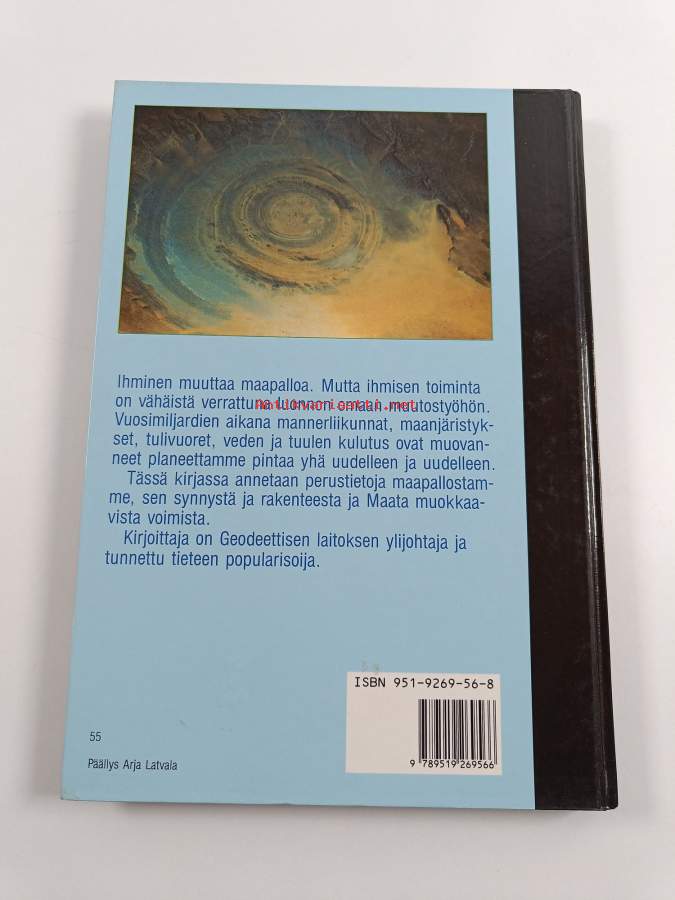 Ihminen muuttaa maapalloa. Mutta ihmisen toiminta
on vähäistä verrattuna luonnon omaan muutostyöhön.
Vuosimiljardien aikana mannerliikunnat, maanjäristyk-
set, tulivuoret, veden ja tuulen kulutus ovat muovan-
neet planeettamme pintaa yhä uudelleen ja uudelleen.
Tässä kirjassa annetaan perustietoja maapallostam-
me, sen synnystä ja rakenteesta ja Maata muokkaa-
vista voimista.
Kirjoittaja on Geodeettisen laitoksen ylijohtaja ja
tunnettu tieteen popularisoija.
ISBN 951-9269-56-8
9 789519 269566
55
Päällys Arja Latvala